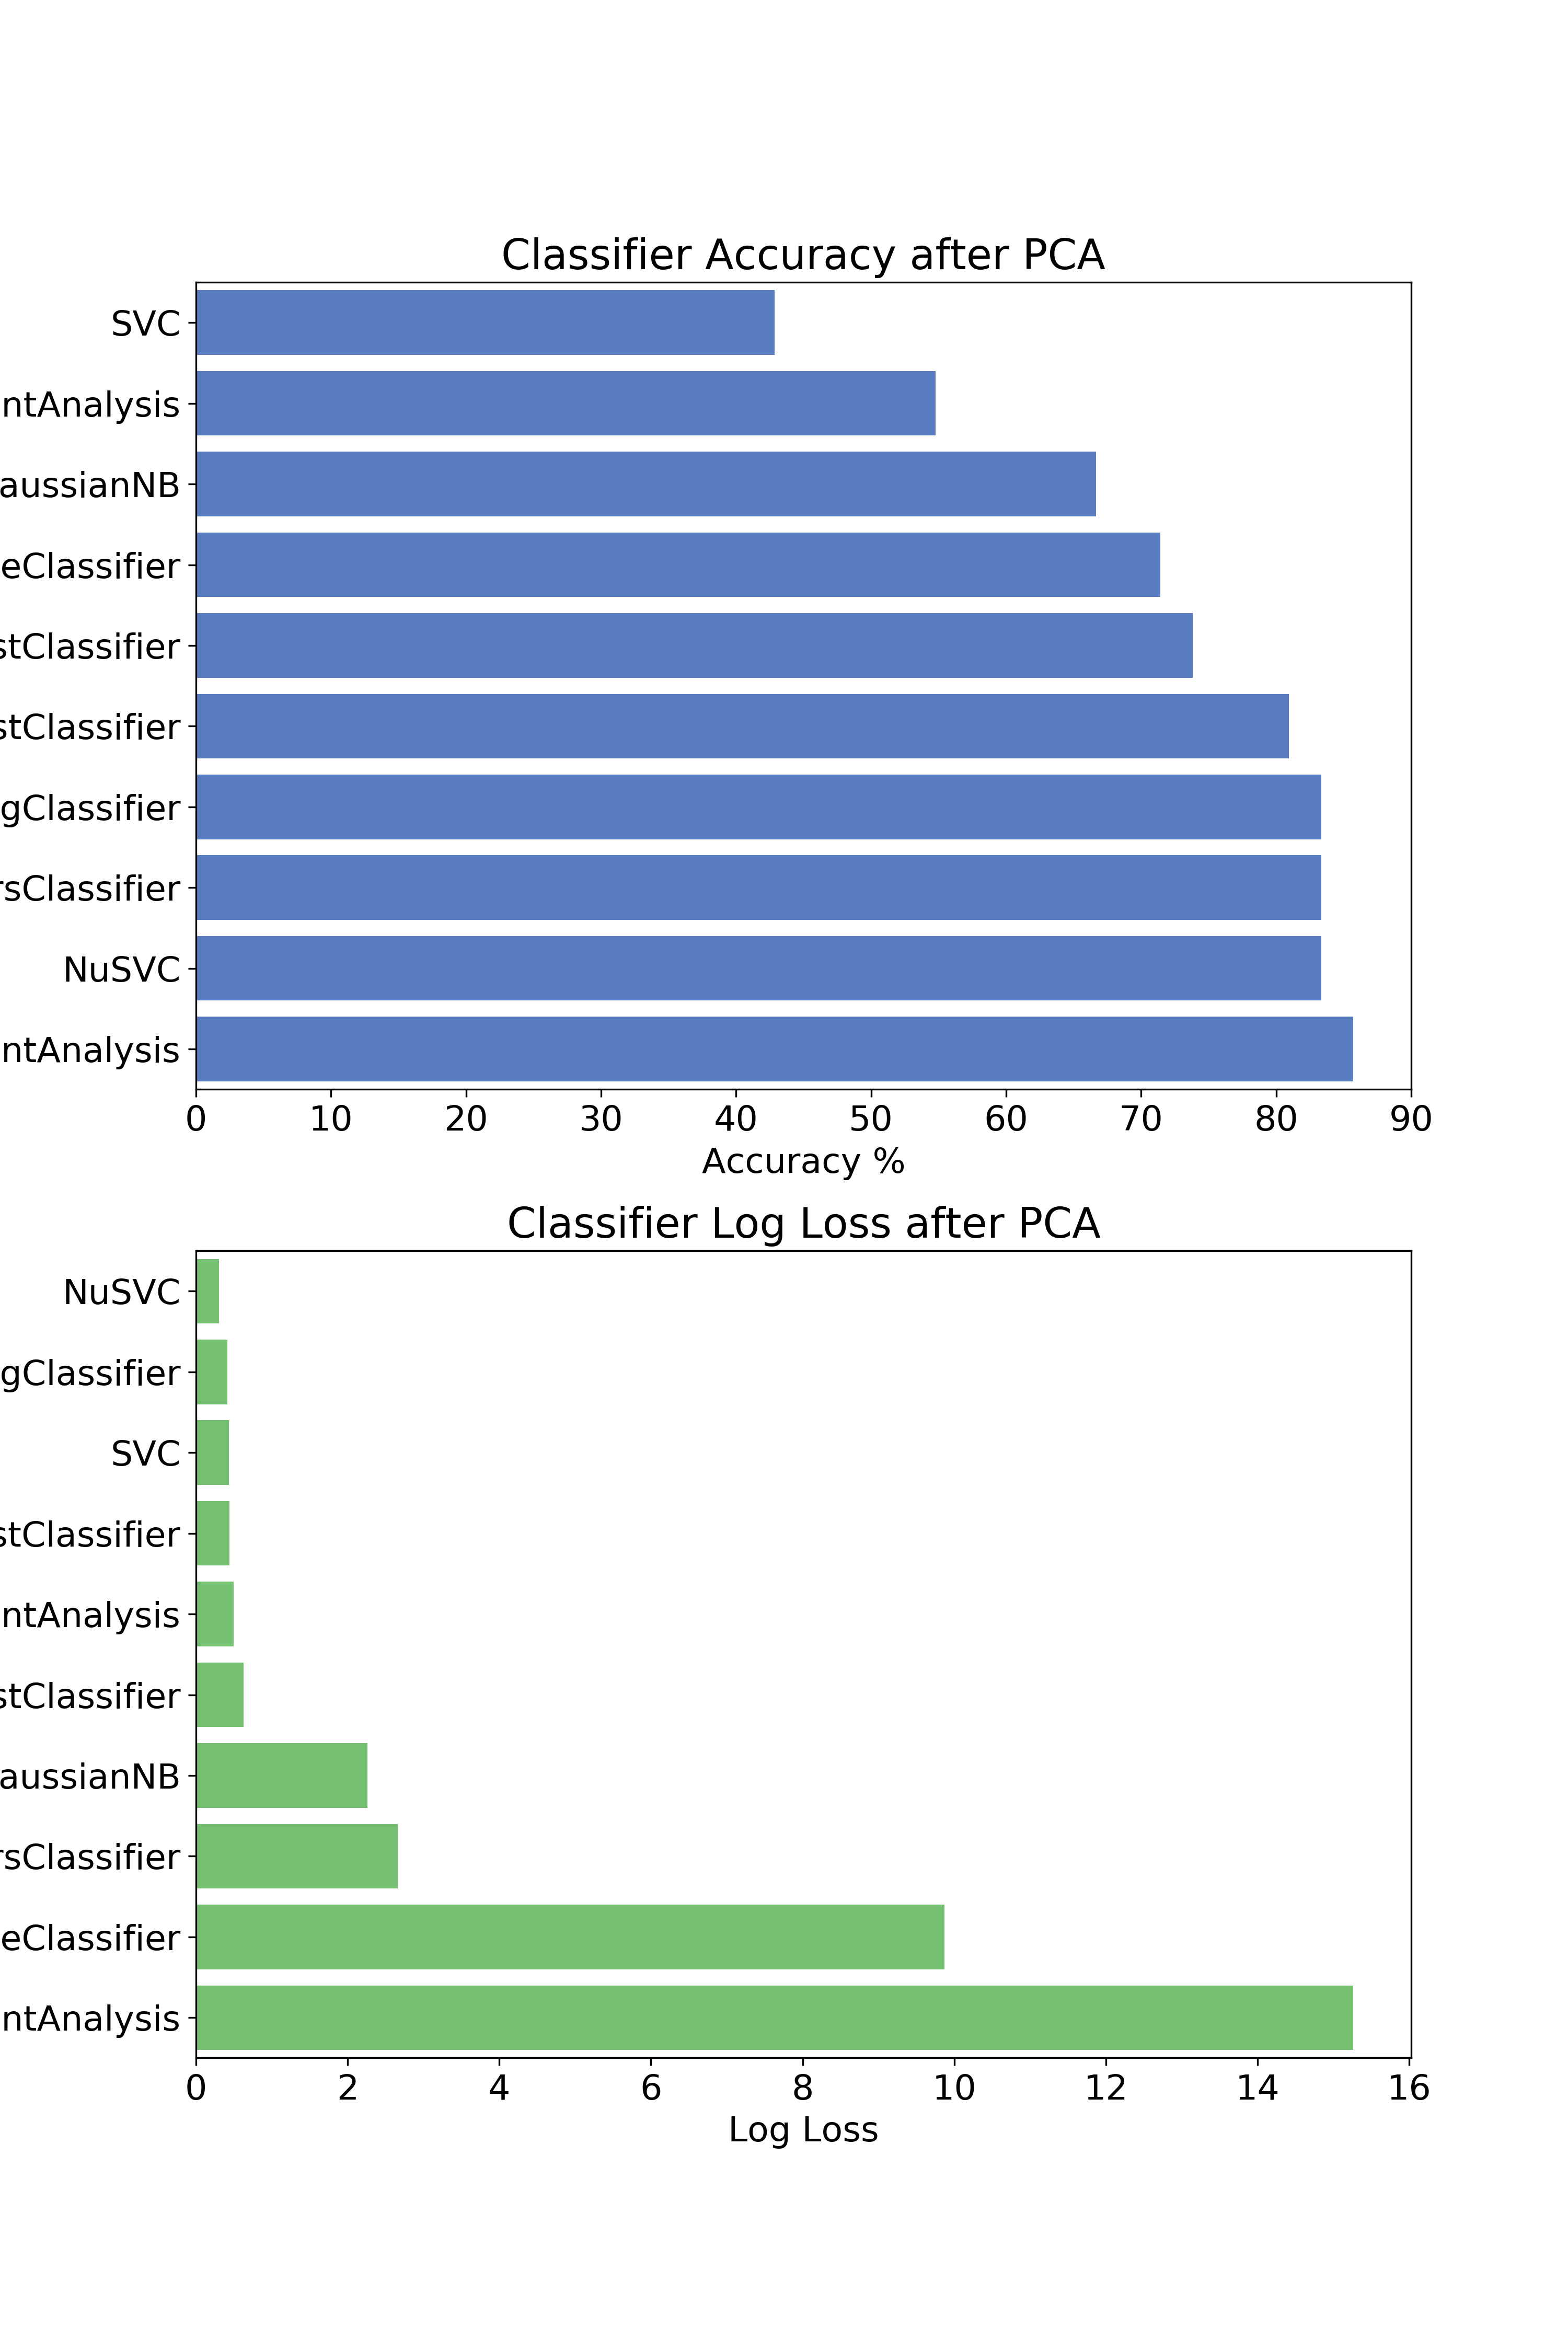 Classifier Accuracy after PCA
SVC
ntAnalysis
aussianNB
eClassifier
stClassifier
stClassifier
gClassifier
rsClassifier
NuSVC
ntAnalysis
0 10 20 30 40 50 60 70 80 90
Accuracy %
Classifier Log Loss after PCA
NuSVC
gClassifier
SVC
stClassifier
ntAnalysis
stClassifier
aussianNB
rsClassifier
eClassifier
ntAnalysis
0 2 4 6 8 10 12 14 16
Log Loss